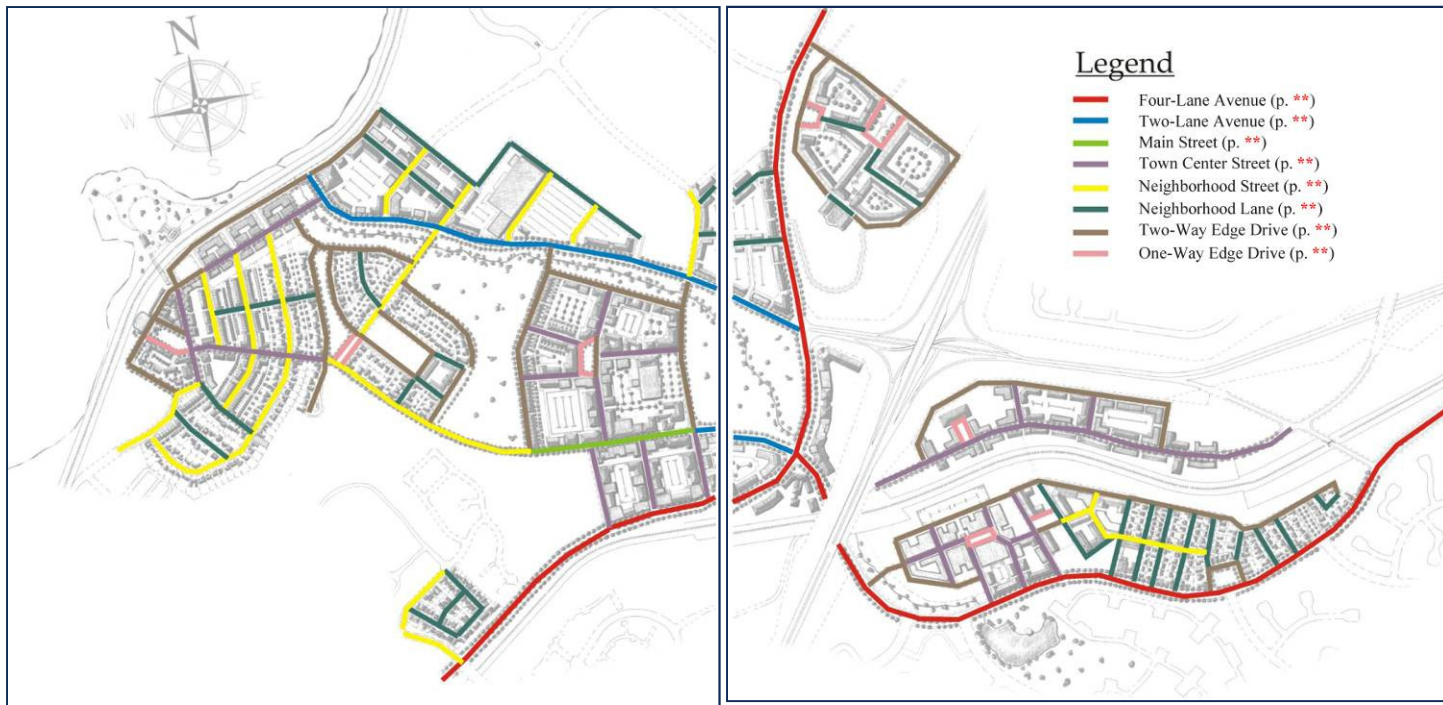 N
E
W
S
Legend
Four-Lane Avenue (p. **)
Two-Lane Avenue (p. **)
Main Street (p. **)
Town Center Street (p. **)
Neighborhood Street (p. **)
Neighborhood Lane (p. **)
Two-Way Edge Drive (p. **)
One-Way Edge Drive (p. **)